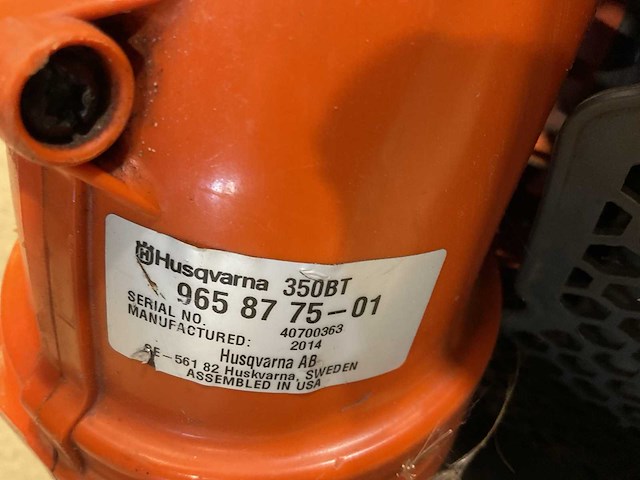 Husqvarna 350BT
965 87 75-01
SERIAL NO. 40700363
MANUFACTURED: 2014
Husqvarna AB
SE-561 82 Huskvarna, SWEDEN
ASSEMBLED IN USA